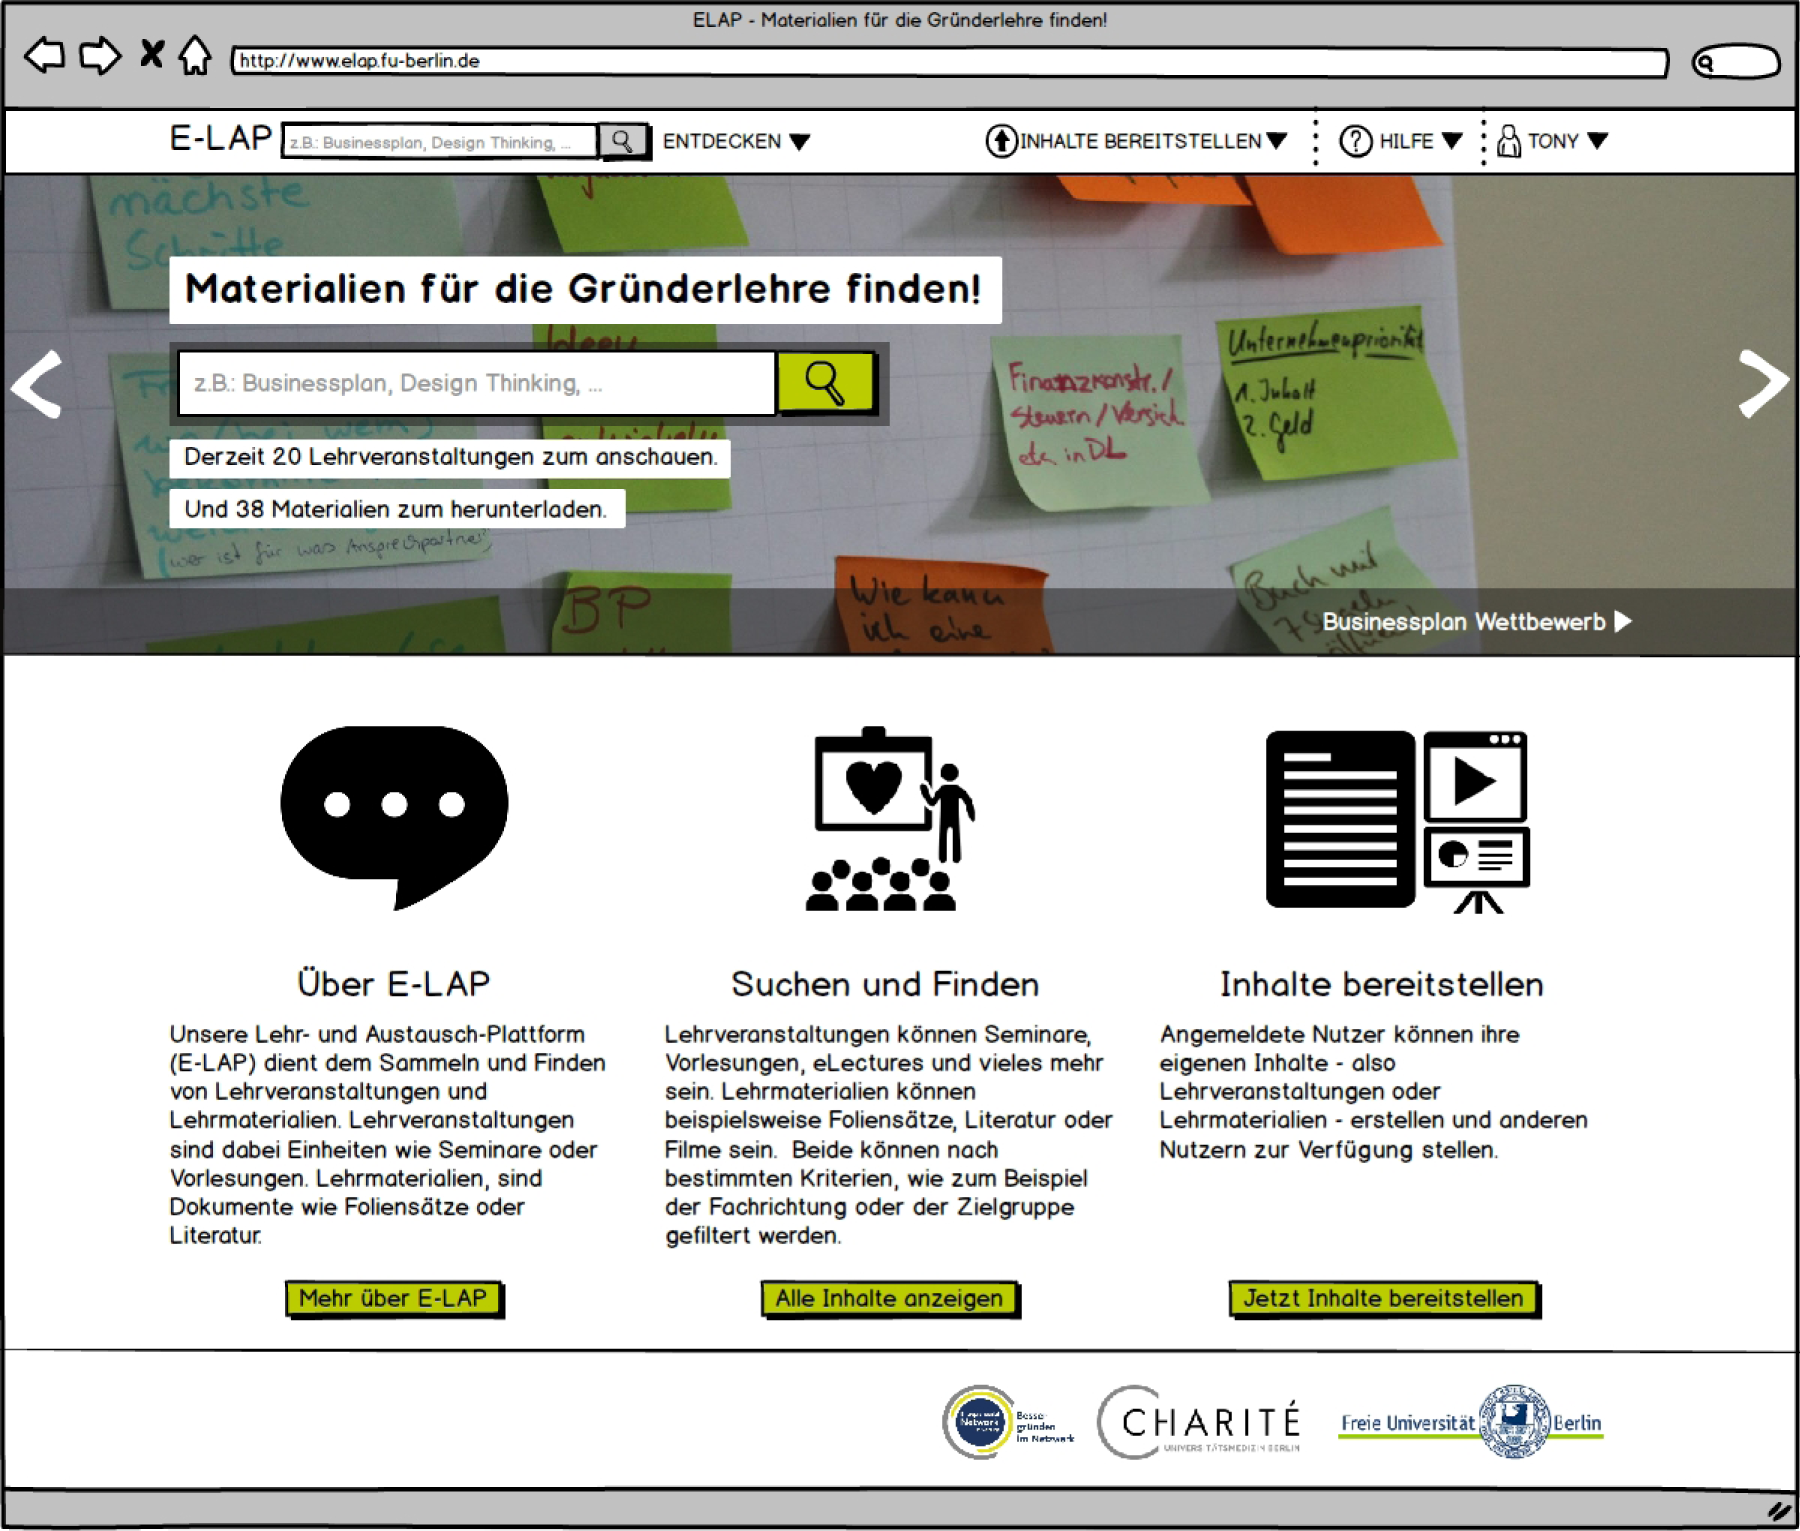 ELAP - Materialien für die Gründerlehre finden!
http://www.elap.fu-berlin.de
E-LAP
z.B.: Businessplan, Design Thinking, ...
ENTDECKEN
INHALTE BEREITSTELLEN
HILFE
TONY
nächste
Schritte
Materialien für die Gründerlehre finden!
z.B.: Businessplan, Design Thinking, ...
Derzeit 20 Lehrveranstaltungen zum anschauen.
Und 38 Materialien zum herunterladen.
Ideen
(wer ist für was Ansprechpartner)
Finanzkonstr. /
Steuern / Versich
etc in DL
Unternehmenspriorität
1. Inhalt
2. Geld
BP
Wie kann
ich eine
Buch mit
7 Siegeln
Businessplan Wettbewerb
Über E-LAP
Unsere Lehr- und Austausch-Plattform
(E-LAP) dient dem Sammeln und Finden
von Lehrveranstaltungen und
Lehrmaterialien. Lehrveranstaltungen
sind dabei Einheiten wie Seminare oder
Vorlesungen. Lehrmaterialien, sind
Dokumente wie Foliensätze oder
Literatur.
Mehr über E-LAP
Suchen und Finden
Lehrveranstaltungen können Seminare,
Vorlesungen, eLectures und vieles mehr
sein. Lehrmaterialien können
beispielsweise Foliensätze, Literatur oder
Filme sein. Beide können nach
bestimmten Kriterien, wie zum Beispiel
der Fachrichtung oder der Zielgruppe
gefiltert werden.
Alle Inhalte anzeigen
Inhalte bereitstellen
Angemeldete Nutzer können ihre
eigenen Inhalte - also
Lehrveranstaltungen oder
Lehrmaterialien - erstellen und anderen
Nutzern zur Verfügung stellen.
Jetzt Inhalte bereitstellen
Network
Besser
gründen
im Netzwerk
CHARITÉ
UNIVERSITÄTSMEDIZIN BERLIN
Freie Universität Berlin